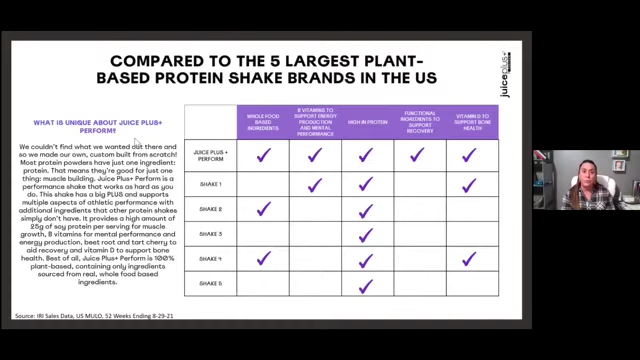 COMPARED TO THE 5 LARGEST PLANT-
BASED PROTEIN SHAKE BRANDS IN THE US
juice plus+
WHAT IS UNIQUE ABOUT JUICE PLUS+
PERFORM?
We couldn't find what we wanted out there and
so we made our own, custom built from scratch!
Most protein powders have just one ingredient:
protein. That means they're good for just one
thing: muscle building. Juice Plus+ Perform is a
performance shake that works as hard as you
do. This shake has a big PLUS and supports
multiple aspects of athletic performance with
additional ingredients that other protein shakes
simply don't have. It provides a high amount of
25g of soy protein per serving for muscle
growth, B vitamins for mental performance and
energy production, beet root and tart cherry to
aid recovery and vitamin D to support bone
health. Best of all, Juice Plus+ Perform is 100%
plant-based, containing only ingredients
sourced from real, whole food based
ingredients.
WHOLE FOOD
BASED
INGREDIENTS
B VITAMINS TO
SUPPORT ENERGY
PRODUCTION
AND MENTAL
PERFORMANCE
HIGH IN PROTEIN
FUNCTIONAL
INGREDIENTS TO
SUPPORT
RECOVERY
VITAMIN D TO
SUPPORT BONE
HEALTH
JUICE PLUS+
PERFORM
SHAKE 1
SHAKE 2
SHAKE 3
SHAKE 4
SHAKE 5
Source: IRI Sales Data, US MULO, 52 Weeks Ending 8-29-21